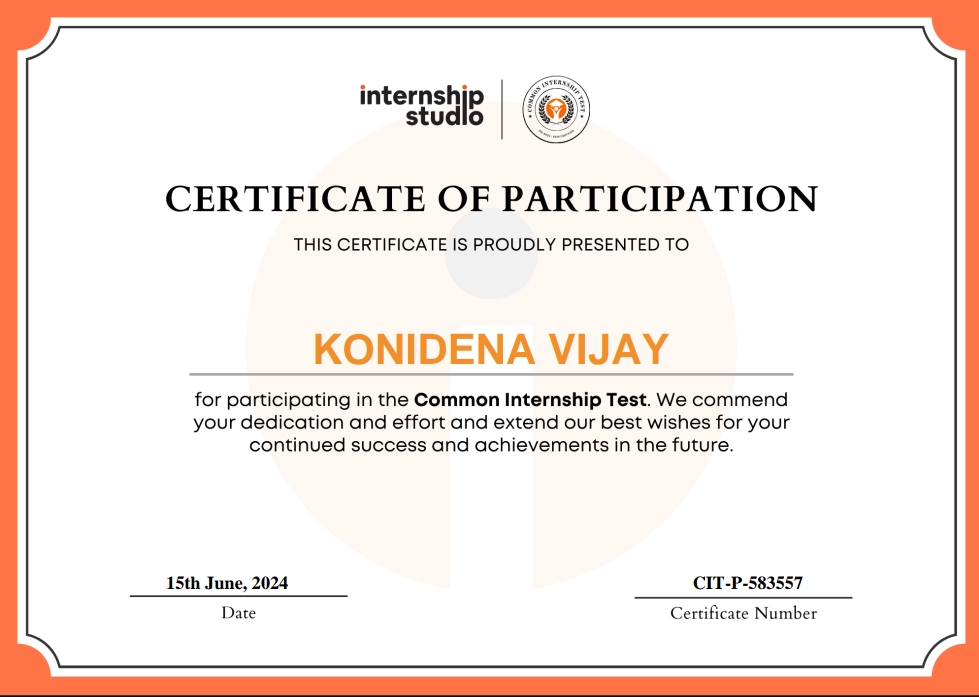 internship
studio
COMMON INTERNSHIP TEST
CERTIFICATE OF PARTICIPATION
THIS CERTIFICATE IS PROUDLY PRESENTED TO
KONIDENA VIJAY
for participating in the Common Internship Test. We commend
your dedication and effort and extend our best wishes for your
continued success and achievements in the future.
15th June, 2024
Date
CIT-P-583557
Certificate Number